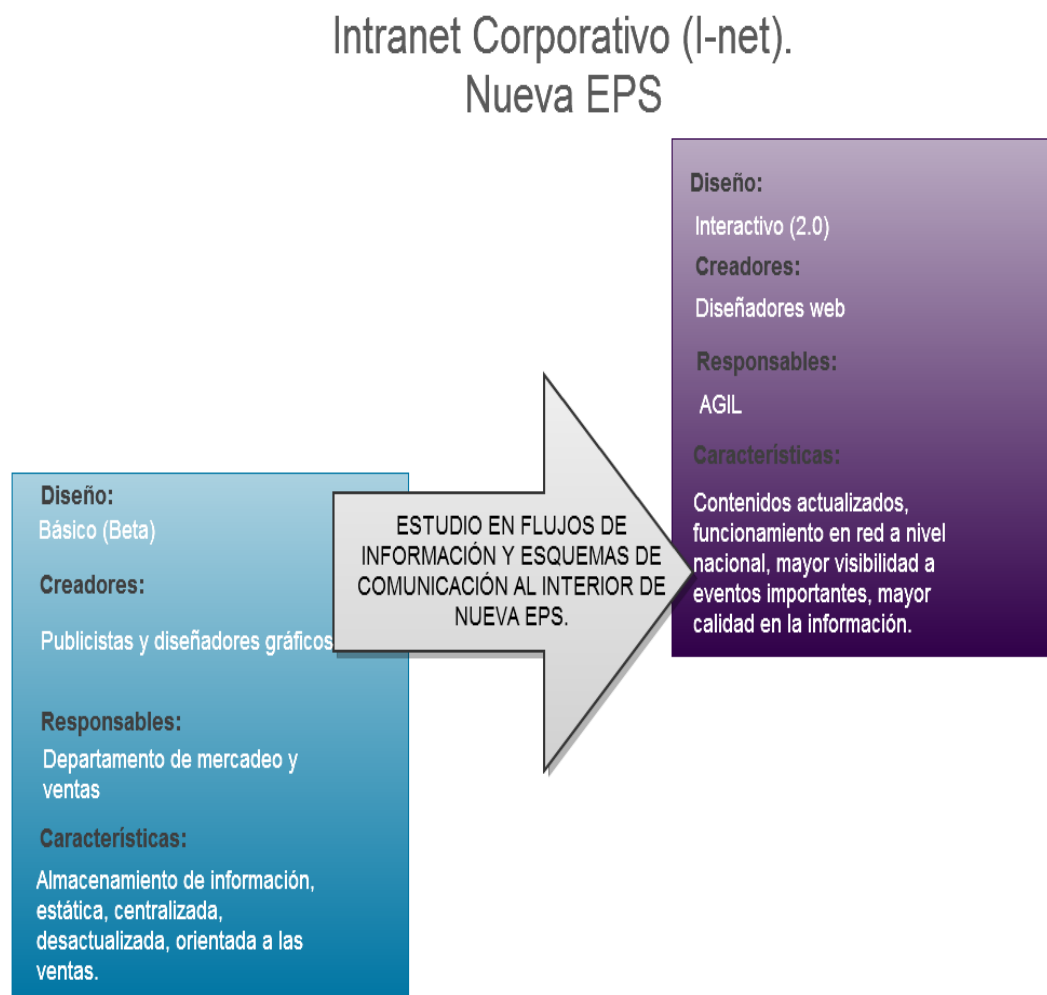 Intranet Corporativo (I-net).
Nueva EPS
Diseño:
Básico (Beta)
Creadores:
Publicistas y diseñadores gráficos
Responsables:
Departamento de mercadeo y
ventas
Características:
Almacenamiento de información,
estática, centralizada,
desactualizada, orientada a las
ventas.
ESTUDIO EN FLUJOS DE
INFORMACIÓN Y ESQUEMAS DE
COMUNICACIÓN AL INTERIOR DE
NUEVA EPS.
Diseño:
Interactivo (2.0)
Creadores:
Diseñadores web
Responsables:
AGIL
Características:
Contenidos actualizados,
funcionamiento en red a nivel
nacional, mayor visibilidad a
eventos importantes, mayor
calidad en la información.